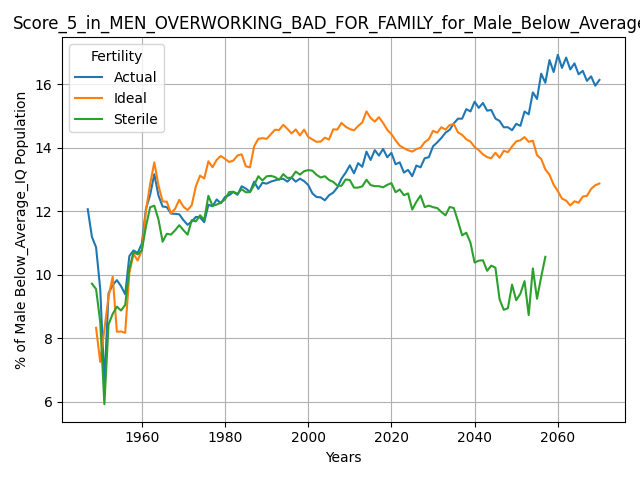 Score_5_in_MEN_OVERWORKING_BAD_FOR_FAMILY_for_Male_Below_Average
Fertility
Actual
Ideal
Sterile
% of Male Below_Average_IQ Population
16
14
12
10
8
6
1960
1980
2000
2020
2040
2060
Years